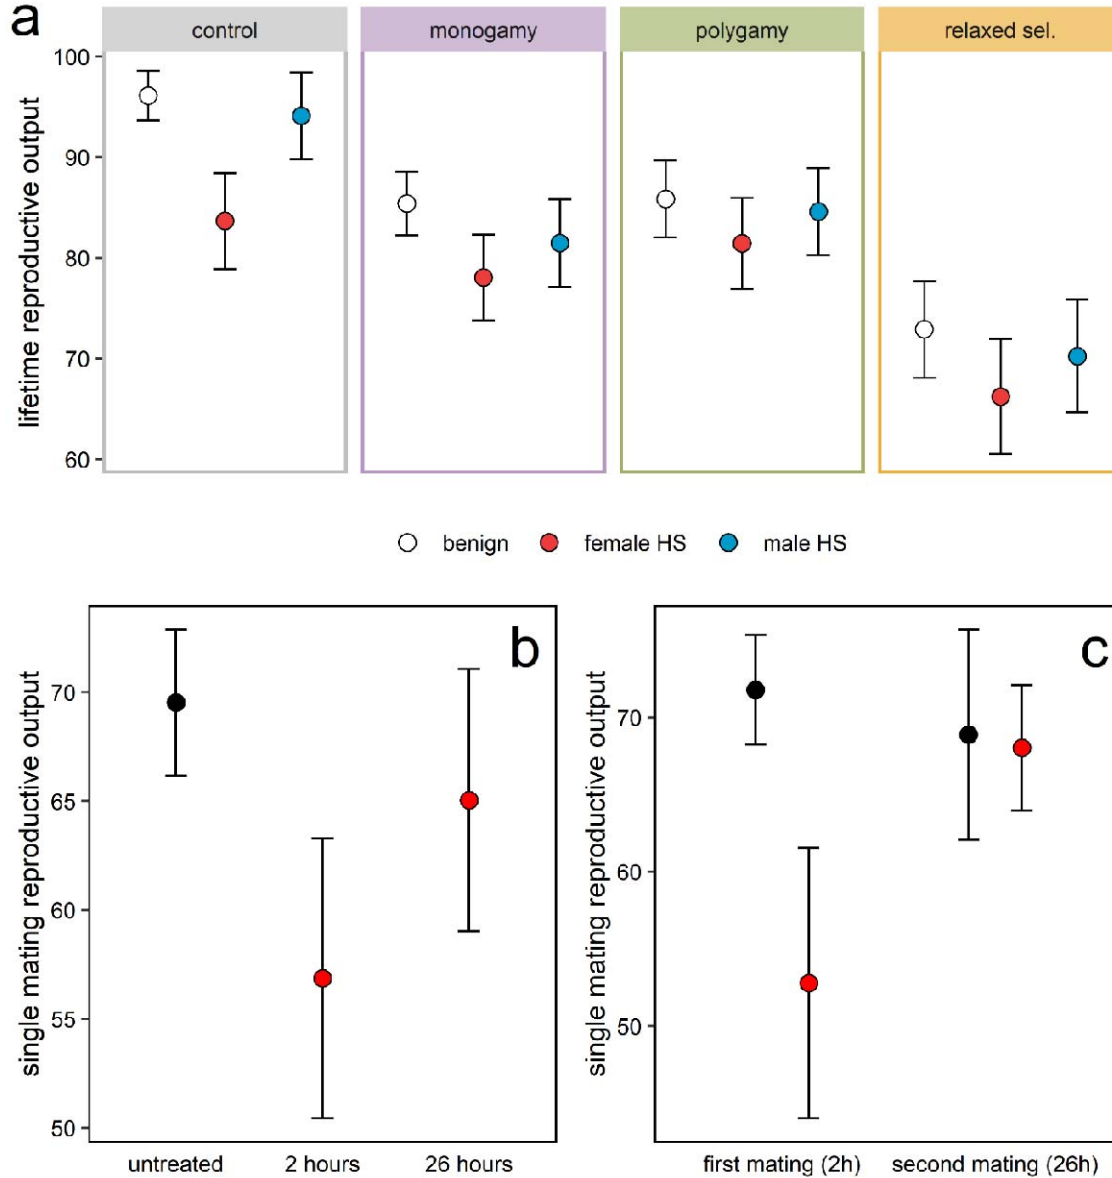 a
control monogamy polygamy relaxed sel.
lifetime reproductive output
100
90
80
70
60
benign female HS male HS
b
single mating reproductive output
70
65
60
55
50
untreated 2 hours 26 hours
c
single mating reproductive output
70
60
50
first mating (2h) second mating (26h)